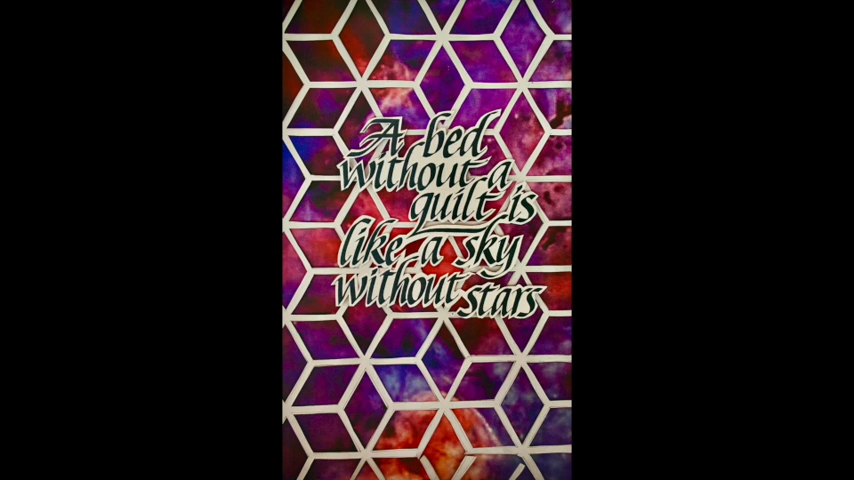 A bed
without a
quilt is
like a sky
without stars